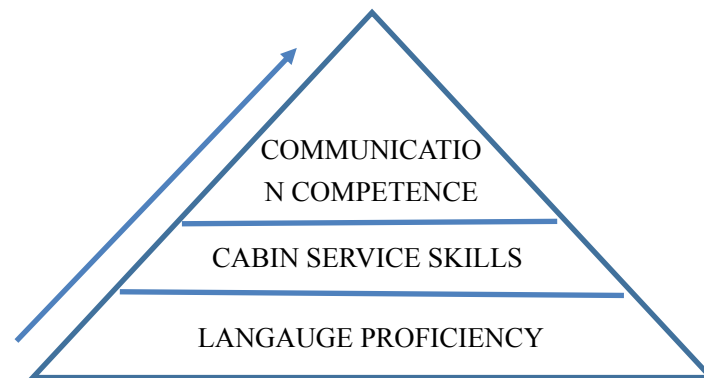 COMMUNICATIO
N COMPETENCE
CABIN SERVICE SKILLS
LANGAUGE PROFICIENCY